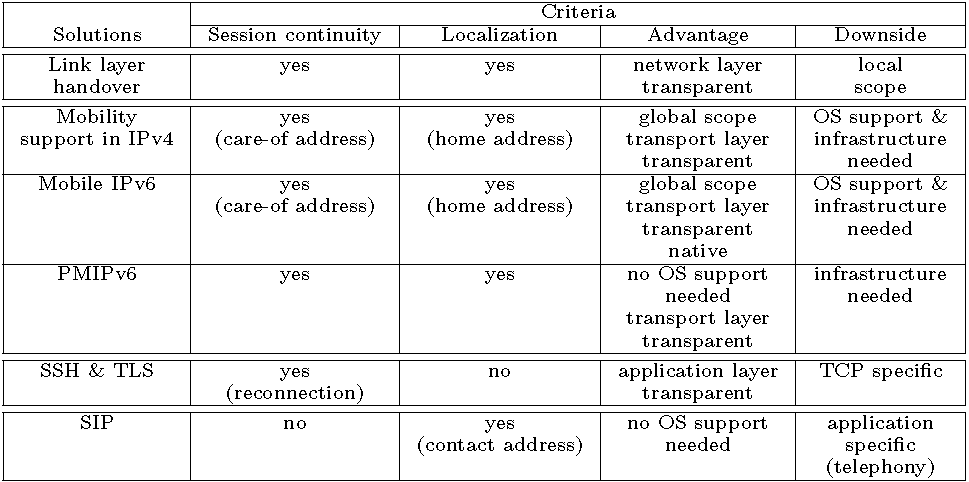 Criteria
Solutions Session continuity Localization Advantage Downside
Link layer yes yes network layer local
handover transparent scope
Mobility yes yes global scope OS support &
support in IPv4 (care-of address) (home address) transport layer infrastructure
transparent needed
Mobile IPv6 yes yes global scope OS support &
(care-of address) (home address) transport layer infrastructure
transparent needed
native
PMIPv6 yes yes no OS support infrastructure
needed needed
transport layer
transparent
SSH & TLS yes no application layer TCP specific
(reconnection) transparent
SIP no yes no OS support application
(contact address) needed specific
(telephony)